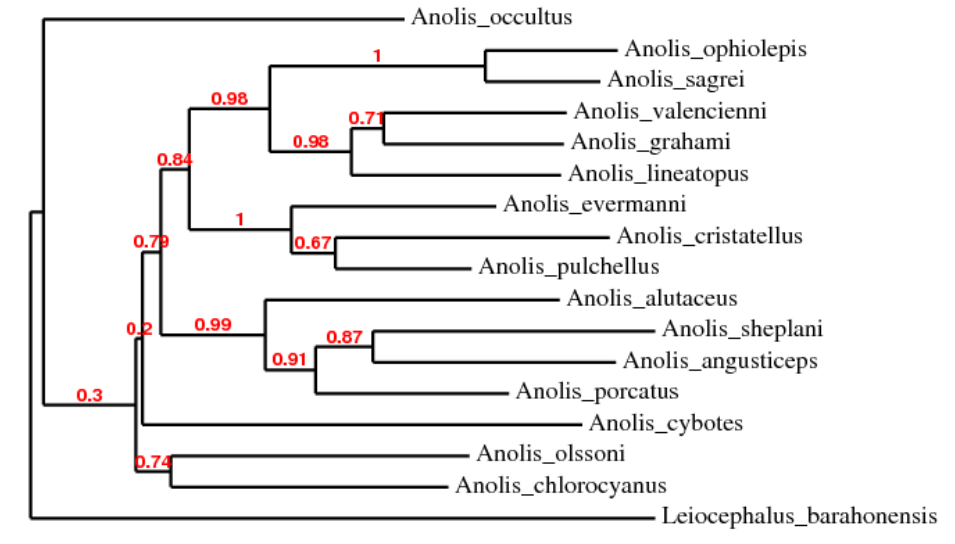 Anolis_occultus
Anolis_ophiolepis
1
Anolis_sagrei
0.98
Anolis_valencienni
0.71
Anolis_grahami
0.98
Anolis_lineatopus
0.84
Anolis_evermanni
1
Anolis_cristatellus
0.67
0.79
Anolis_pulchellus
Anolis_alutaceus
0.99
0.2
Anolis_sheplani
0.87
0.91
Anolis_angusticeps
Anolis_porcatus
0.3
Anolis_cybotes
Anolis_olssoni
0.74
Anolis_chlorocyanus
Leiocephalus_barahonensis